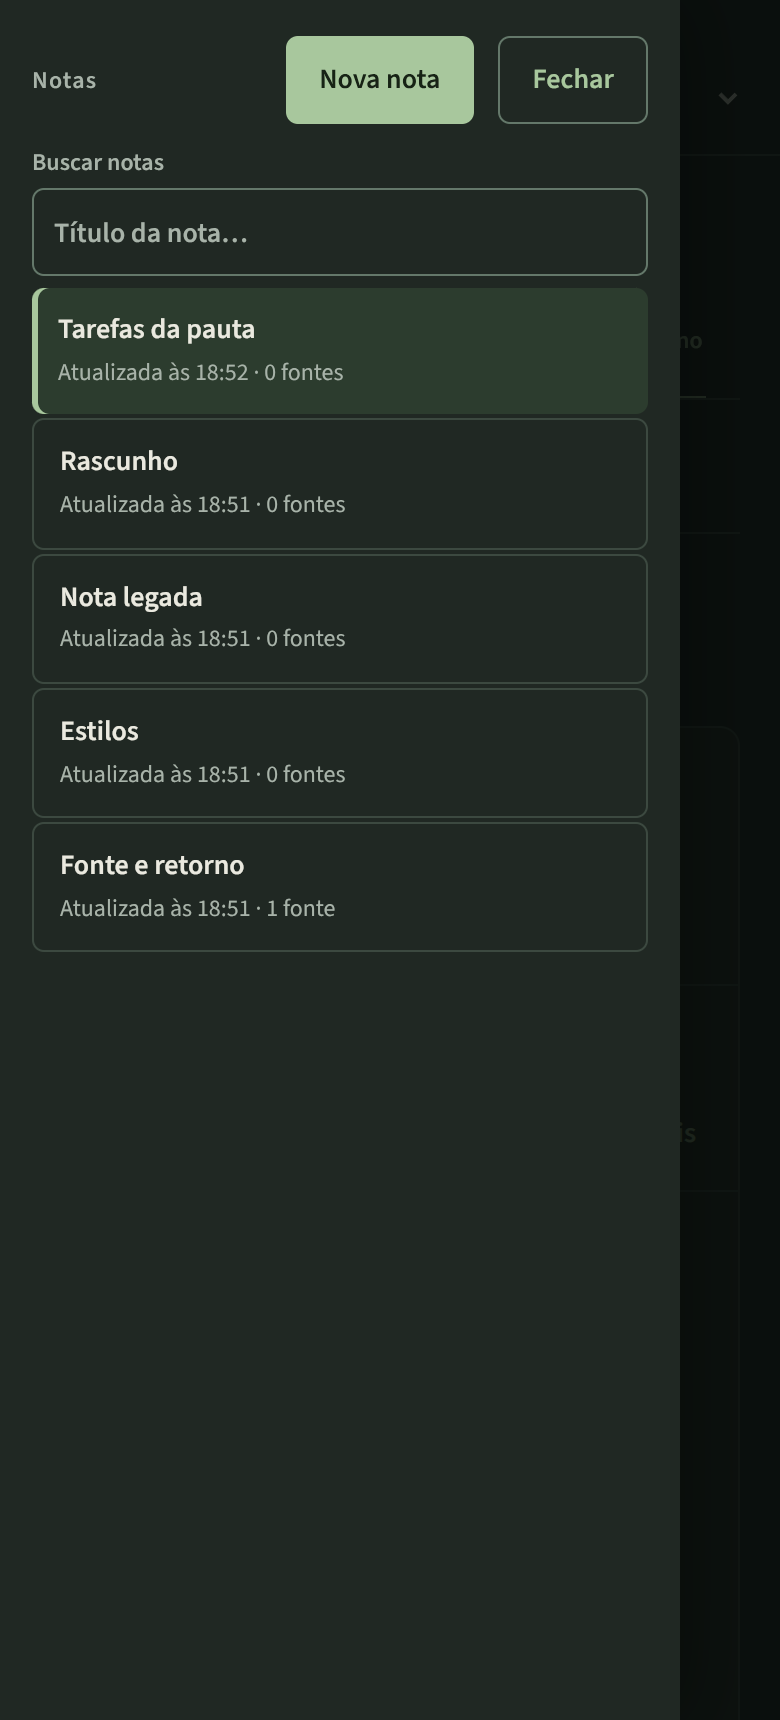 Notas
Nova nota
Fechar
Buscar notas
Título da nota...
Tarefas da pauta
Atualizada às 18:52 · 0 fontes
Rascunho
Atualizada às 18:51 · 0 fontes
Nota legada
Atualizada às 18:51 · 0 fontes
Estilos
Atualizada às 18:51 · 0 fontes
Fonte e retorno
Atualizada às 18:51 · 1 fonte